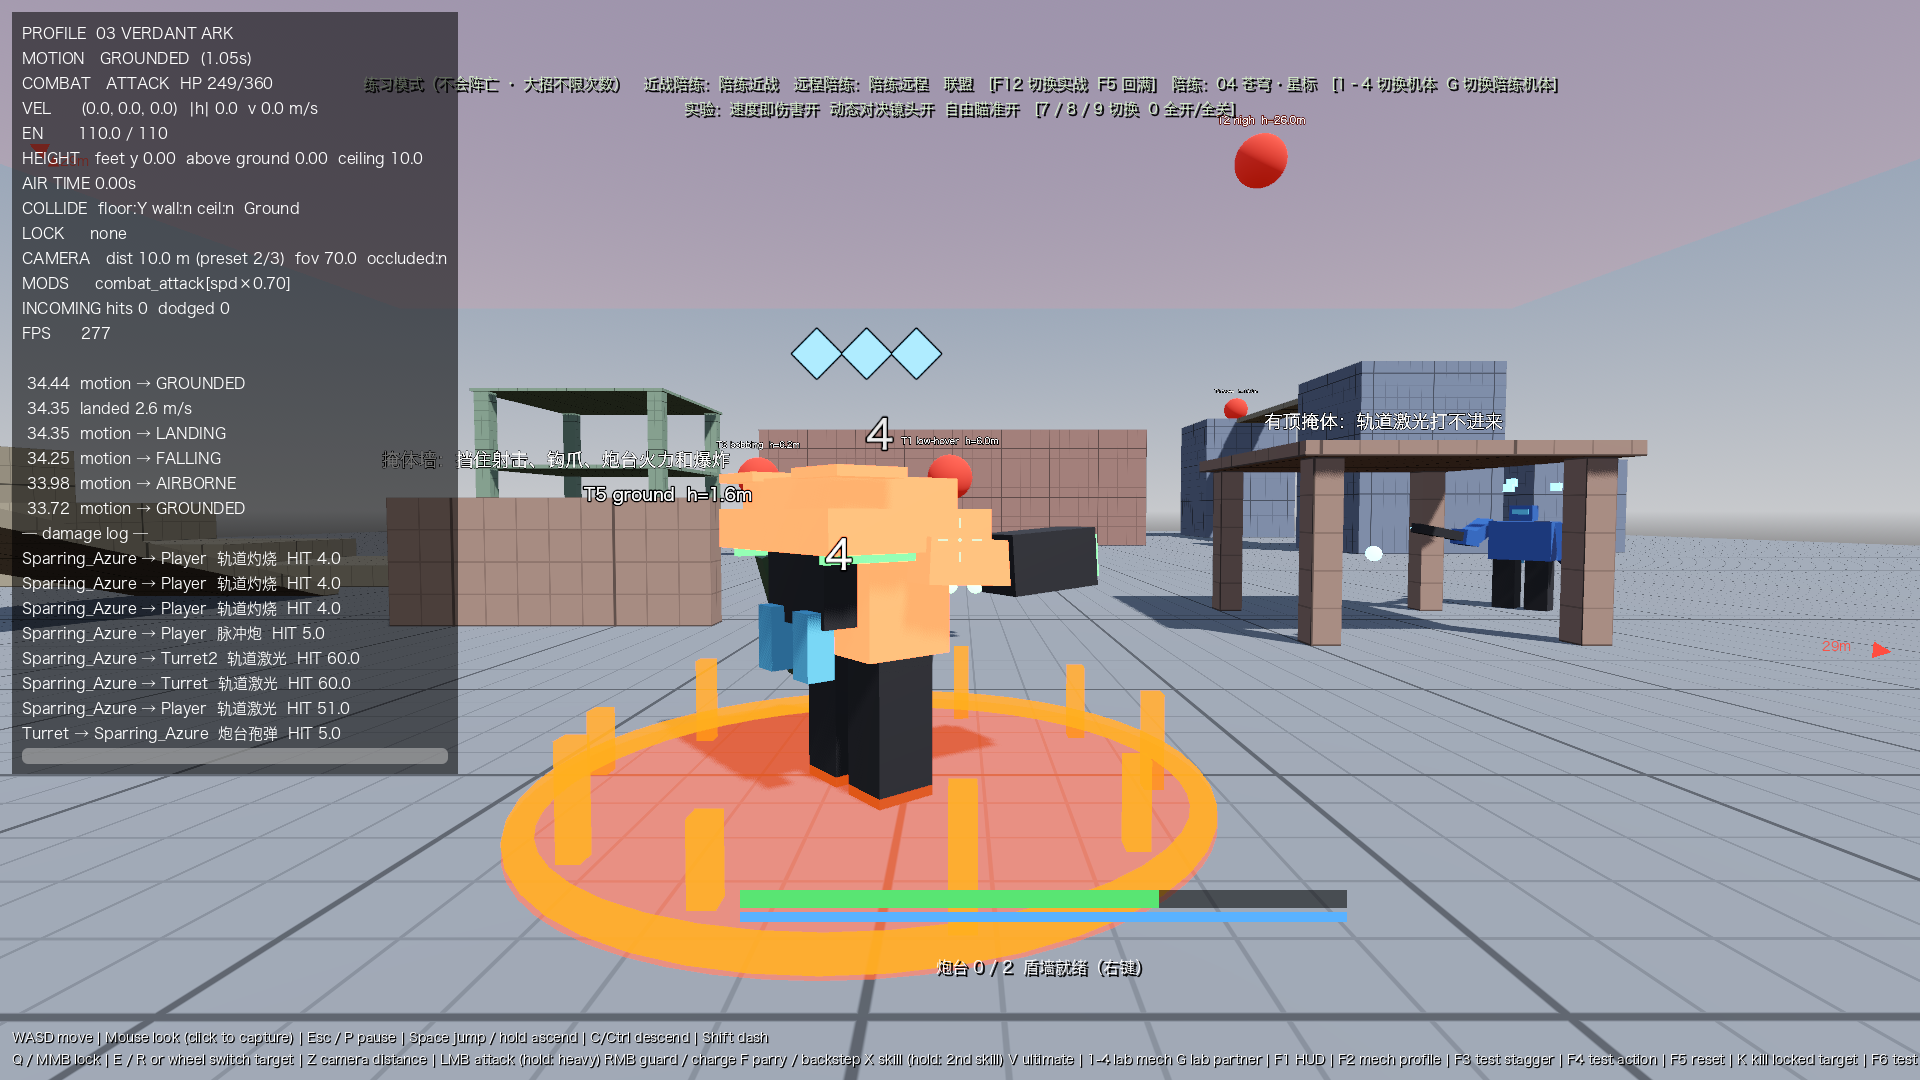 PROFILE 03 VERDANT ARK
MOTION GROUNDED (1.05s)
COMBAT ATTACK HP 249/360
VEL (0.0, 0.0, 0.0) |h| 0.0 v 0.0 m/s
EN 110.0 / 110
HEIGHT feet y 0.00 above ground 0.00 ceiling 10.0
AIR TIME 0.00s
COLLIDE floor:Y wall:n ceil:n Ground
LOCK none
CAMERA dist 10.0 m (preset 2/3) fov 70.0 occluded:n
MODS combat_attack[spd×0.70]
INCOMING hits 0 dodged 0
FPS 277
34.44 motion → GROUNDED
34.35 landed 2.6 m/s
34.35 motion → LANDING
34.25 motion → FALLING
33.98 motion → AIRBORNE
33.72 motion → GROUNDED
— damage log —
Sparring_Azure → Player 轨道灼烧 HIT 4.0
Sparring_Azure → Player 轨道灼烧 HIT 4.0
Sparring_Azure → Player 轨道灼烧 HIT 4.0
Sparring_Azure → Player 脉冲炮 HIT 5.0
Sparring_Azure → Turret2 轨道激光 HIT 60.0
Sparring_Azure → Turret 轨道激光 HIT 60.0
Sparring_Azure → Player 轨道激光 HIT 51.0
Turret → Sparring_Azure 炮台孢弹 HIT 5.0
练习模式（不会阵亡 · 大招不限次数） 近战陪练：陪练近战 远程陪练：陪练远程 联盟 [F12 切换实战 F5 回满] 陪练：04 苍穹·星标 [1-4 切换机体 G 切换陪练机体]
实验：速度即伤害开 动态对决镜头开 自由瞄准开 [7 / 8 / 9 切换 0 全开/全关]
T2 high h=26.0m
有顶掩体：轨道激光打不进来
4
T1 low-hover h=6.0m
T3 bobbing h=6.2m
掩体墙：挡住射击、钩爪、炮台火力和爆炸
T5 ground h=1.6m
4
29m
炮台 0 / 2 盾墙就绪（右键）
WASD move | Mouse look (click to capture) | Esc / P pause | Space jump / hold ascend | C/Ctrl descend | Shift dash
Q / MMB lock | E / R or wheel switch target | Z camera distance | LMB attack (hold: heavy) RMB guard / charge F parry / backstep X skill (hold: 2nd skill) V ultimate | 1-4 lab mech G lab partner | F1 HUD | F2 mech profile | F3 test stagger | F4 test action | F5 reset | K kill locked target | F6 test